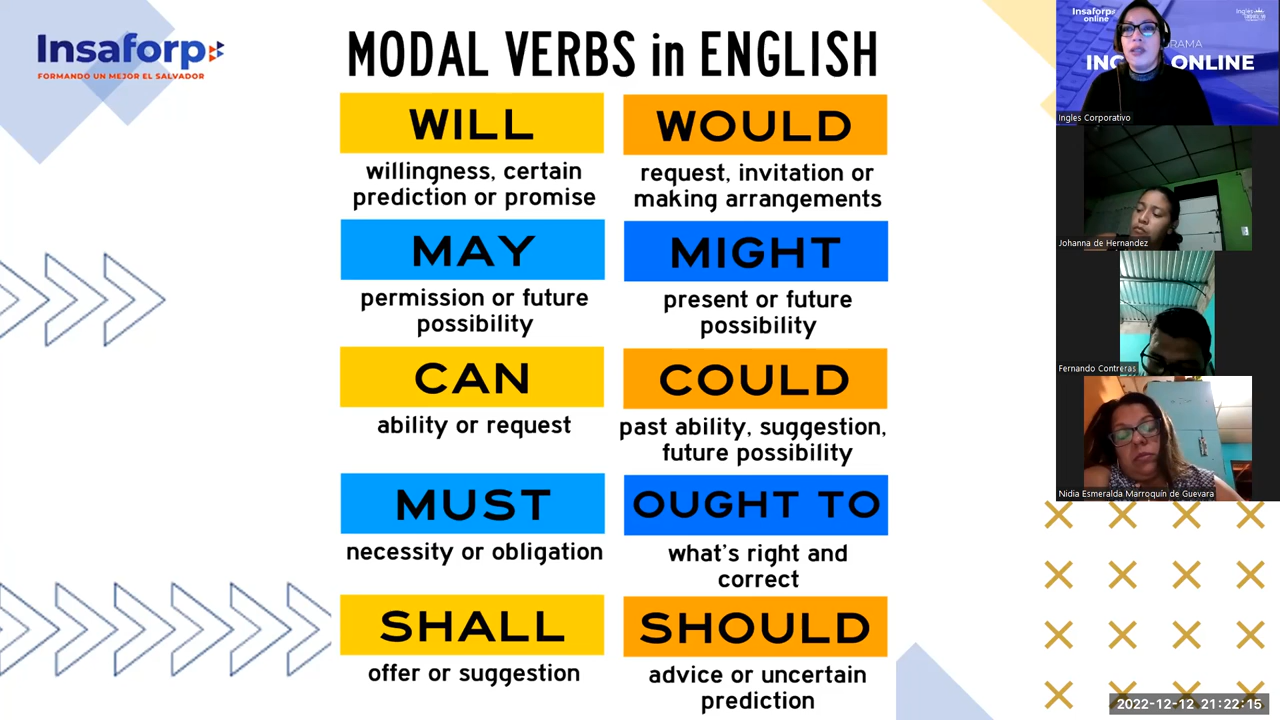 Insaforp
FORMANDO UN MEJOR EL SALVADOR
MODAL VERBS in ENGLISH
WILL
willingness, certain
prediction or promise
WOULD
request, invitation or
making arrangements
MAY
permission or future
possibility
MIGHT
present or future
possibility
CAN
ability or request
COULD
past ability, suggestion,
future possibility
MUST
necessity or obligation
OUGHT TO
what's right and
correct
SHALL
offer or suggestion
SHOULD
advice or uncertain
prediction
Insaforp
online
ONLINE
Ingles Corporativo
Johanna de Hernandez
Fernando Contreras
Nidia Esmeralda Marroquín de Guevara
2022-12-12 21:22:15